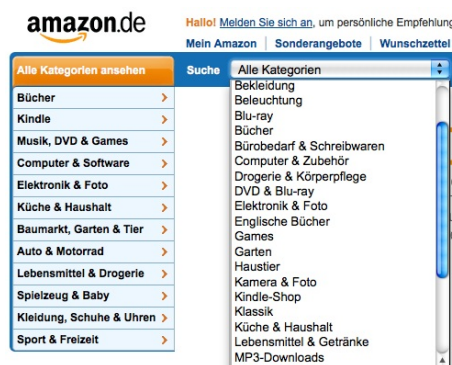 amazon.de
Hallo! Melden Sie sich an, um persönliche Empfehlung
Mein Amazon Sonderangebote Wunschzettel
Alle Kategorien ansehen
Suche Alle Kategorien
Bücher
Kindle
Musik, DVD & Games
Computer & Software
Elektronik & Foto
Küche & Haushalt
Baumarkt, Garten & Tier
Auto & Motorrad
Lebensmittel & Drogerie
Spielzeug & Baby
Kleidung, Schuhe & Uhren
Sport & Freizeit
Bekleidung
Beleuchtung
Blu-ray
Bücher
Bürobedarf & Schreibwaren
Computer & Zubehör
Drogerie & Körperpflege
DVD & Blu-ray
Elektronik & Foto
Englische Bücher
Games
Garten
Haustier
Kamera & Foto
Kindle-Shop
Klassik
Küche & Haushalt
Lebensmittel & Getränke
MP3-Downloads